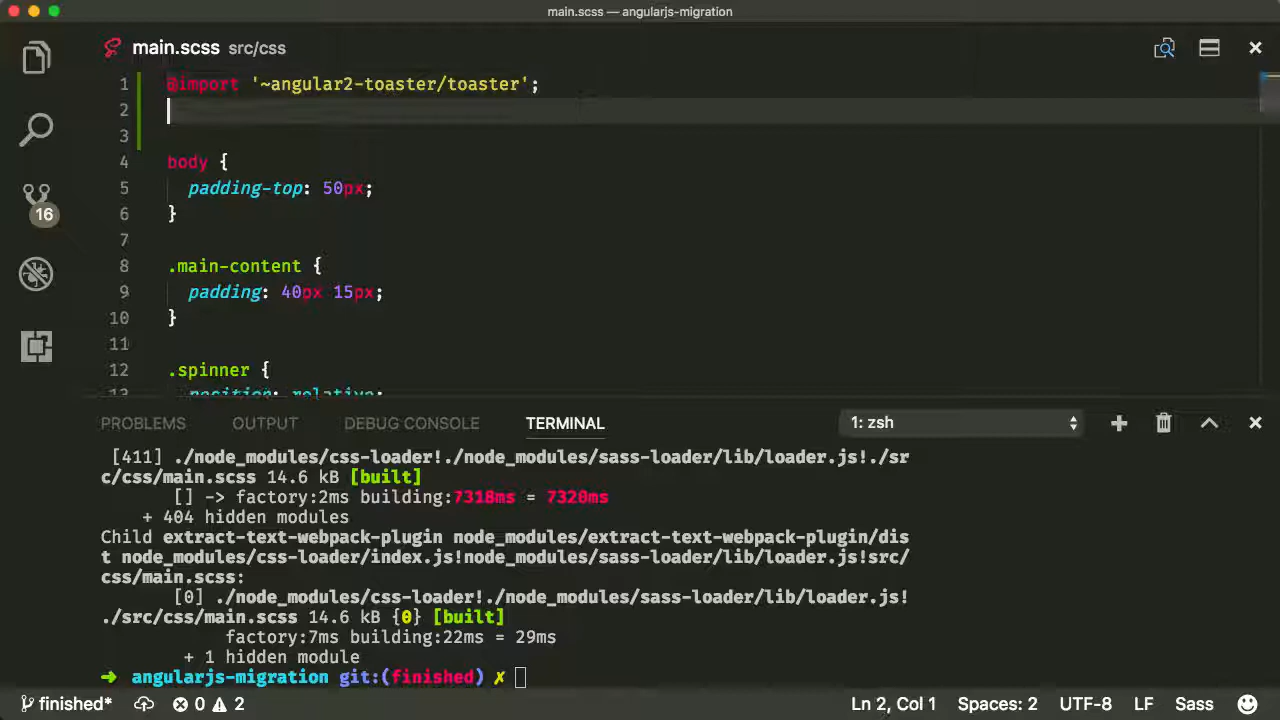 main.scss — angularjs-migration
main.scss src/css
1 @import '~angular2-toaster/toaster';
2
3
4 body {
5 padding-top: 50px;
6 }
7
8 .main-content {
9 padding: 40px 15px;
10 }
11
12 .spinner {
13 position: relative;
16
PROBLEMS OUTPUT DEBUG CONSOLE TERMINAL 1: zsh
[411] ./node_modules/css-loader!./node_modules/sass-loader/lib/loader.js!./sr
c/css/main.scss 14.6 kB [built]
[] -> factory:2ms building:7318ms = 7320ms
+ 404 hidden modules
Child extract-text-webpack-plugin node_modules/extract-text-webpack-plugin/dis
t node_modules/css-loader/index.js!node_modules/sass-loader/lib/loader.js!src/
css/main.scss:
[0] ./node_modules/css-loader!./node_modules/sass-loader/lib/loader.js!
./src/css/main.scss 14.6 kB {0} [built]
factory:7ms building:22ms = 29ms
+ 1 hidden module
➜ angularjs-migration git:(finished) ✗
finished* 0 2 Ln 2, Col 1 Spaces: 2 UTF-8 LF Sass